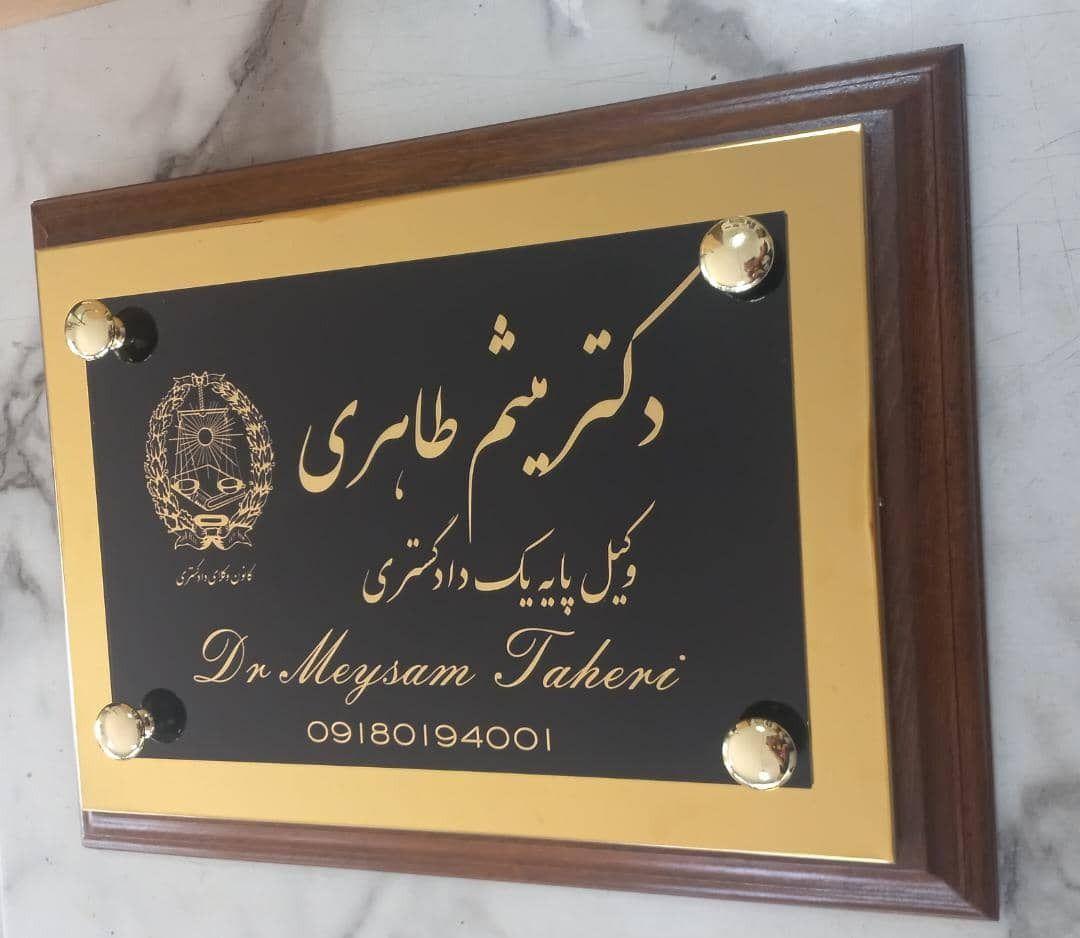 دکتر میثم طاهری
وکیل پایه یک دادگستری
کانون وکلای دادگستری
Dr Meysam Taheri
09180194001